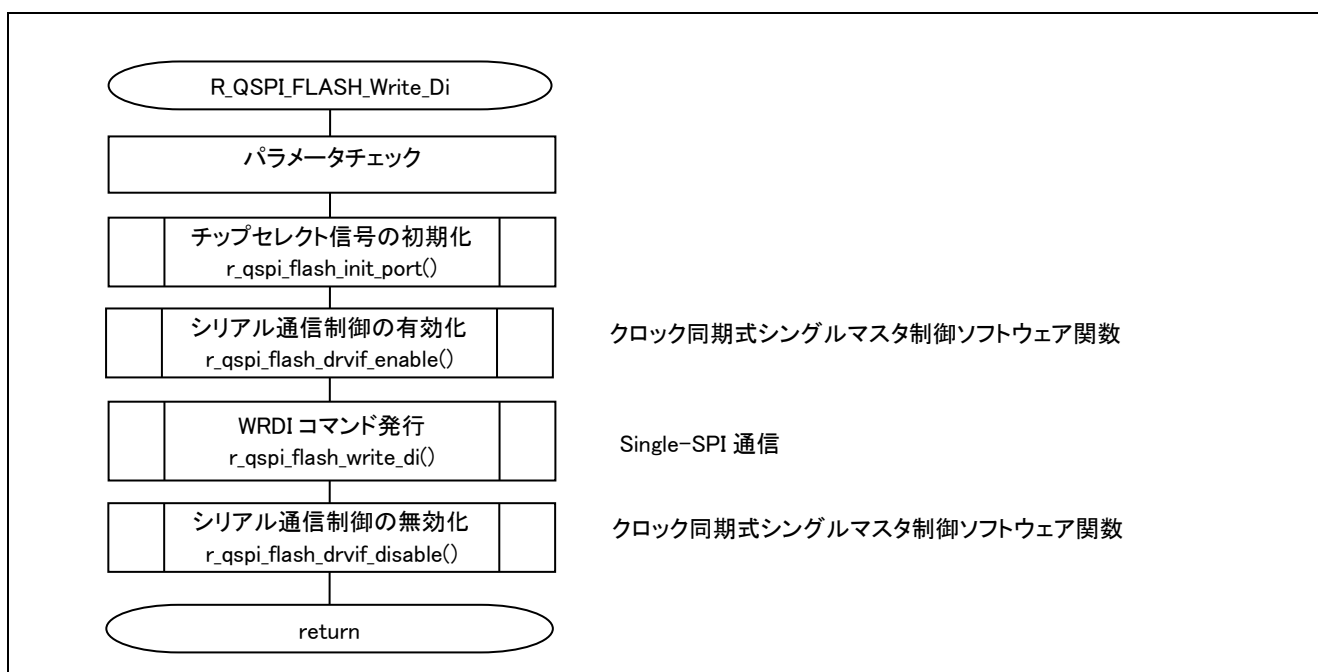 R_QSPI_FLASH_Write_Di
パラメータチェック
チップセレクト信号の初期化
r_qspi_flash_init_port()
シリアル通信制御の有効化
r_qspi_flash_drvif_enable()
クロック同期式シングルマスタ制御ソフトウェア関数
WRDI コマンド発行
r_qspi_flash_write_di()
Single-SPI 通信
シリアル通信制御の無効化
r_qspi_flash_drvif_disable()
クロック同期式シングルマスタ制御ソフトウェア関数
return